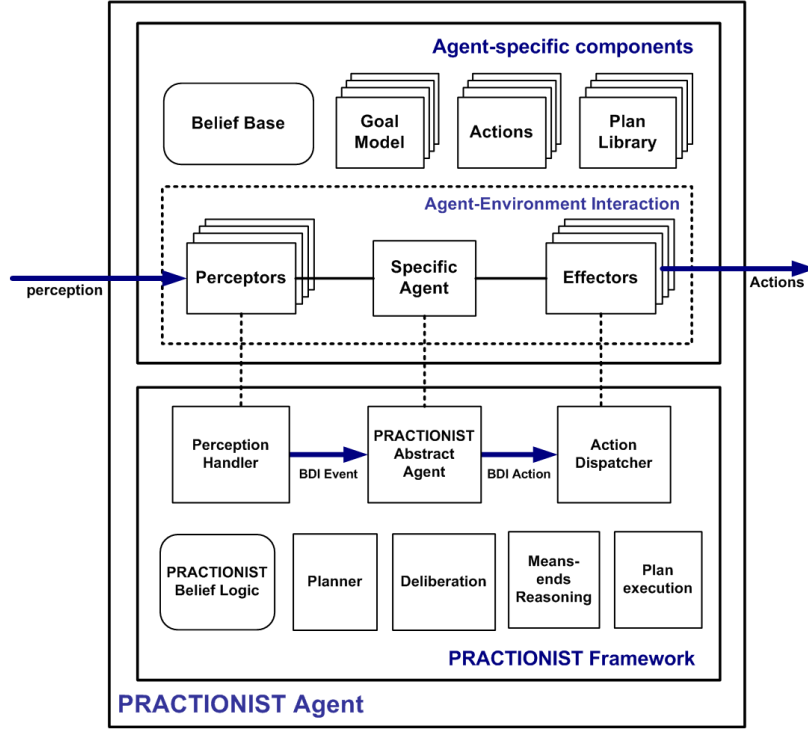 Agent-specific components
Belief Base
Goal
Model
Actions
Plan
Library
Agent-Environment Interaction
perception
Perceptors
Specific
Agent
Effectors
Actions
Perception
Handler
BDI Event
PRACTIONIST
Abstract
Agent
BDI Action
Action
Dispatcher
PRACTIONIST
Belief Logic
Planner
Deliberation
Means-
ends
Reasoning
Plan
execution
PRACTIONIST Framework
PRACTIONIST Agent